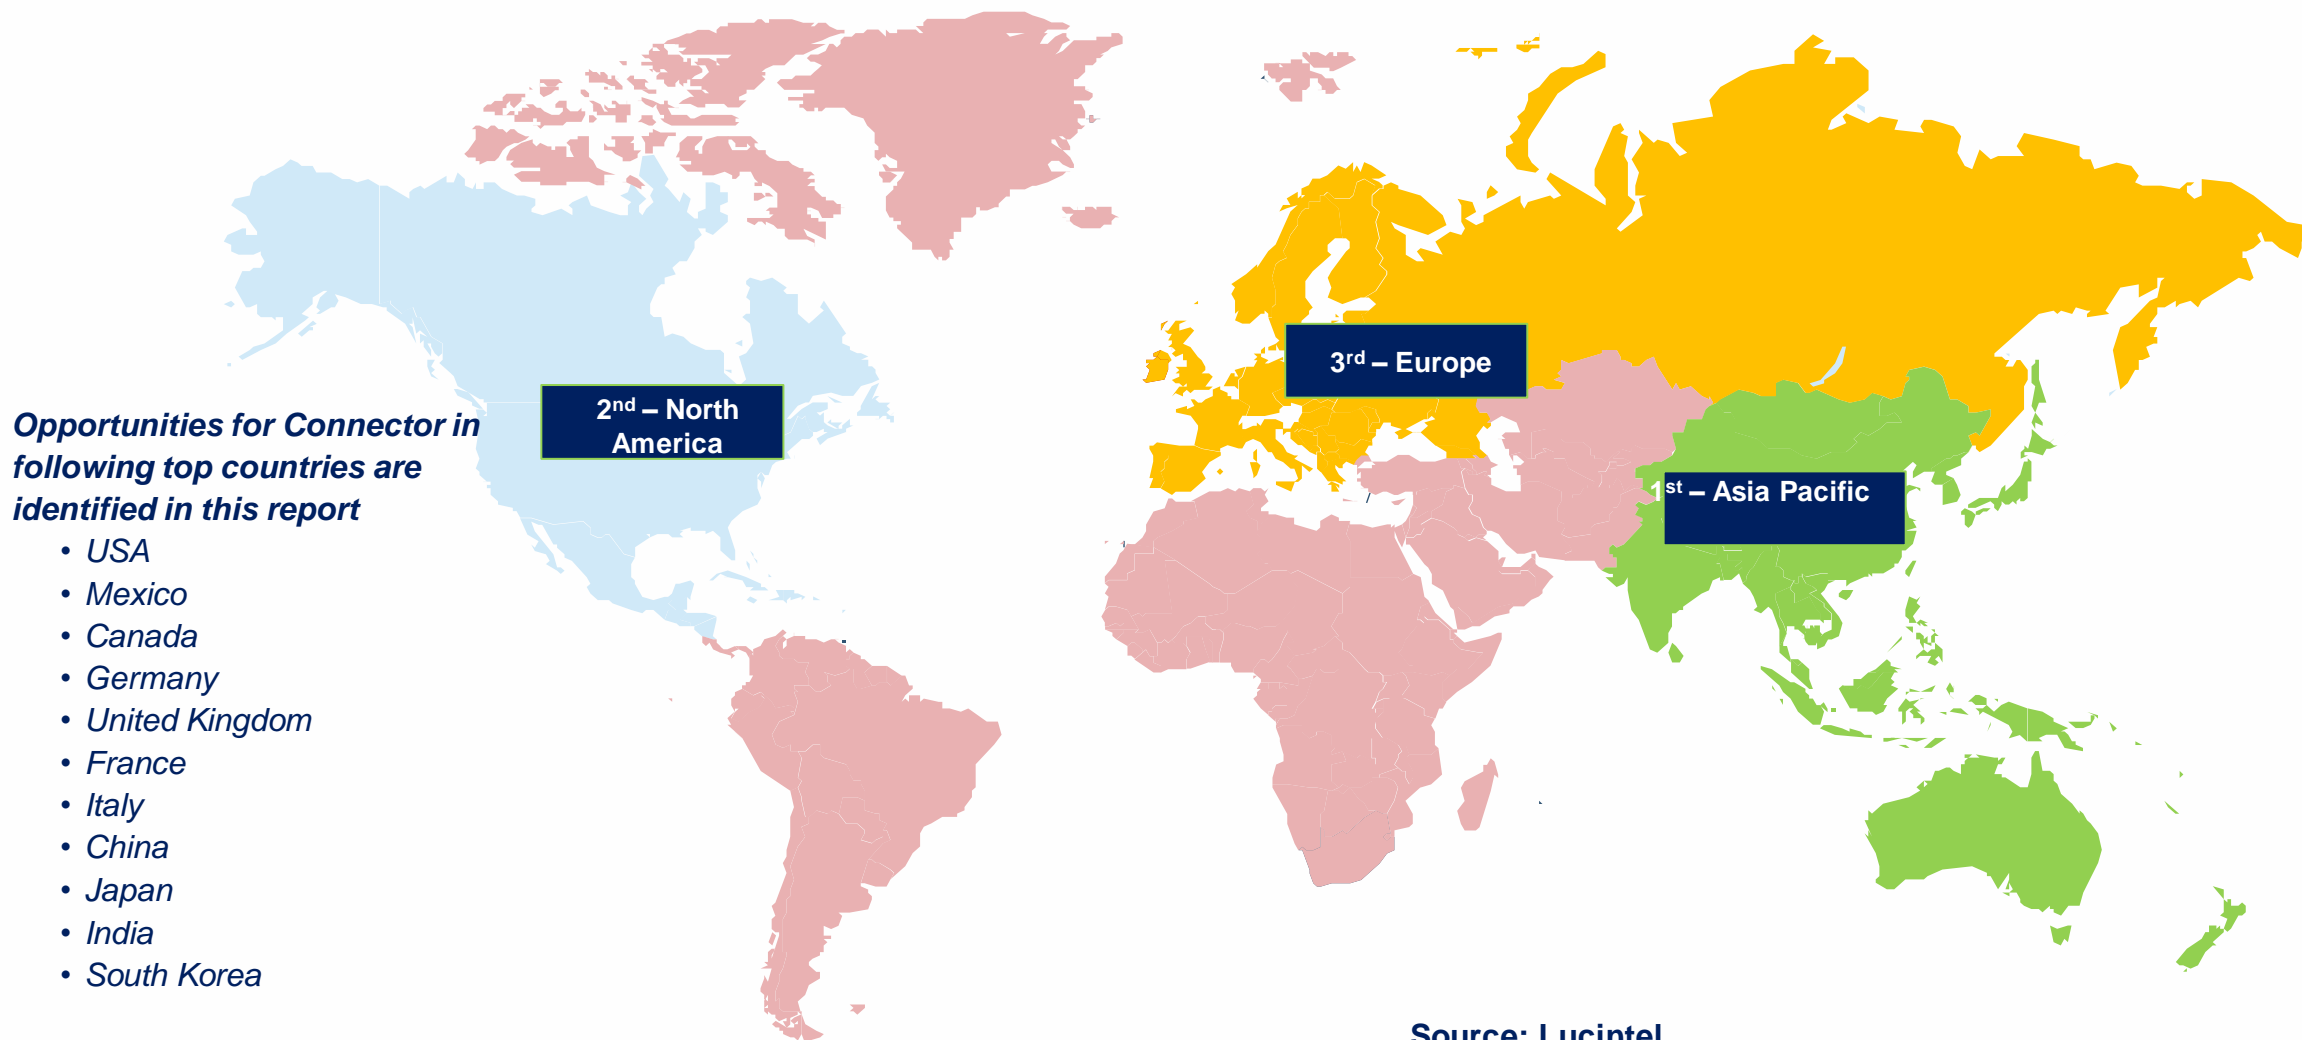 3rd – Europe
2nd – North
America
Opportunities for Connector in
following top countries are
identified in this report
1st – Asia Pacific
• USA
• Mexico
• Canada
• Germany
• United Kingdom
• France
• Italy
• China
• Japan
• India
• South Korea
Source: Lucintel